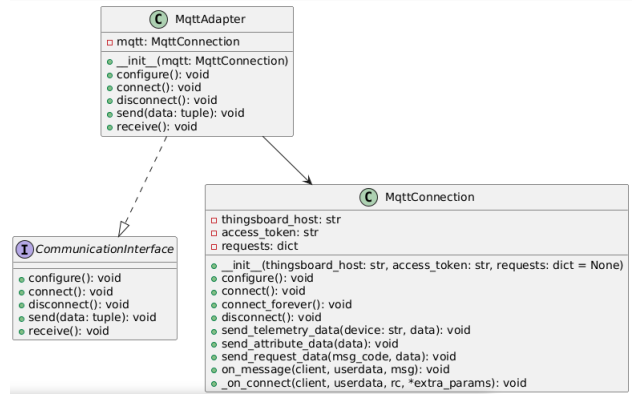 C MqttAdapter
mqtt: MqttConnection
__init__(mqtt: MqttConnection)
configure(): void
connect(): void
disconnect(): void
send(data: tuple): void
receive(): void
I CommunicationInterface
configure(): void
connect(): void
disconnect(): void
send(data: tuple): void
receive(): void
C MqttConnection
thingsboard_host: str
access_token: str
requests: dict
__init__(thingsboard_host: str, access_token: str, requests: dict = None)
configure(): void
connect(): void
connect_forever(): void
disconnect(): void
send_telemetry_data(device: str, data): void
send_attribute_data(data): void
send_request_data(msg_code, data): void
on_message(client, userdata, msg): void
_on_connect(client, userdata, rc, *extra_params): void